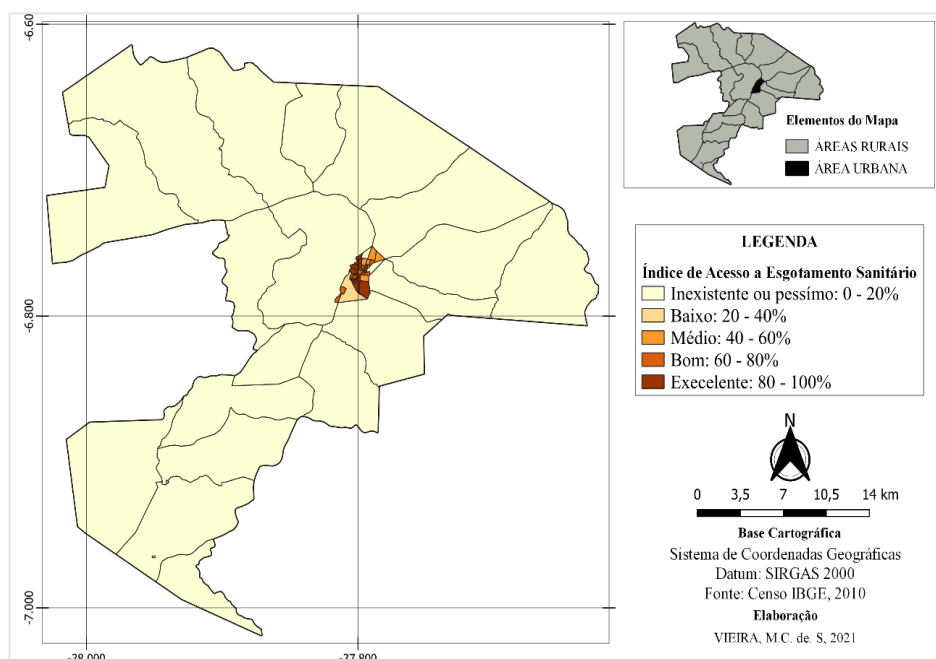 -6.60
-6.800
-7.000
-38.000
-37.800
Elementos do Mapa
ÁREAS RURAIS
ÁREA URBANA
LEGENDA
Índice de Acesso a Esgotamento Sanitário
Inexistente ou pessímo: 0 - 20%
Baixo: 20 - 40%
Médio: 40 - 60%
Bom: 60 - 80%
Execelente: 80 - 100%
N
0 3,5 7 10,5 14 km
Base Cartográfica
Sistema de Coordenadas Geográficas
Datum: SIRGAS 2000
Fonte: Censo IBGE, 2010
Elaboração
VIEIRA, M.C. de. S, 2021